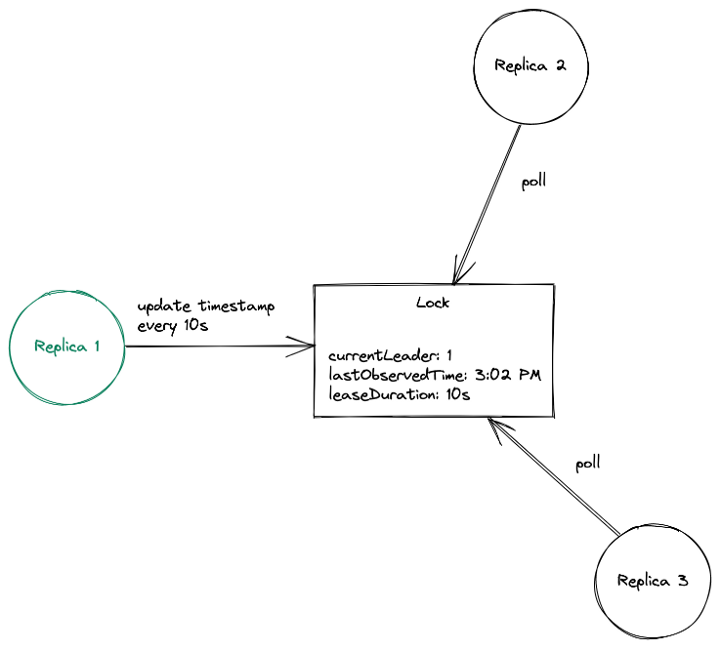 Replica 2
poll
update timestamp
every 10s
Lock
Replica 1
currentLeader: 1
lastObservedTime: 3:02 PM
leaseDuration: 10s
poll
Replica 3